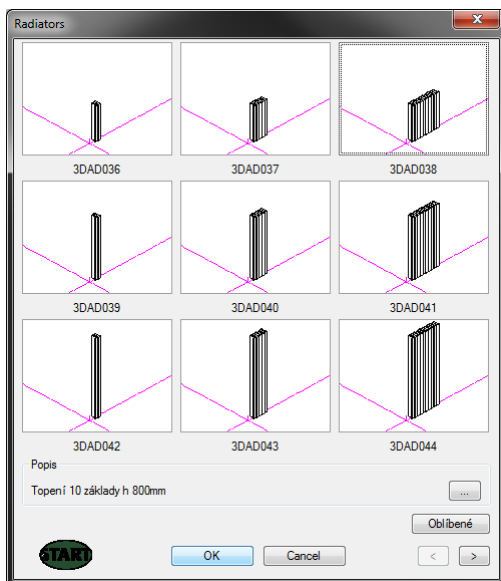 Radiators
3DAD036 3DAD037 3DAD038
3DAD039 3DAD040 3DAD041
3DAD042 3DAD043 3DAD044
Popis
Topení 10 základy h 800mm
...
Oblíbené
START OK Cancel < >